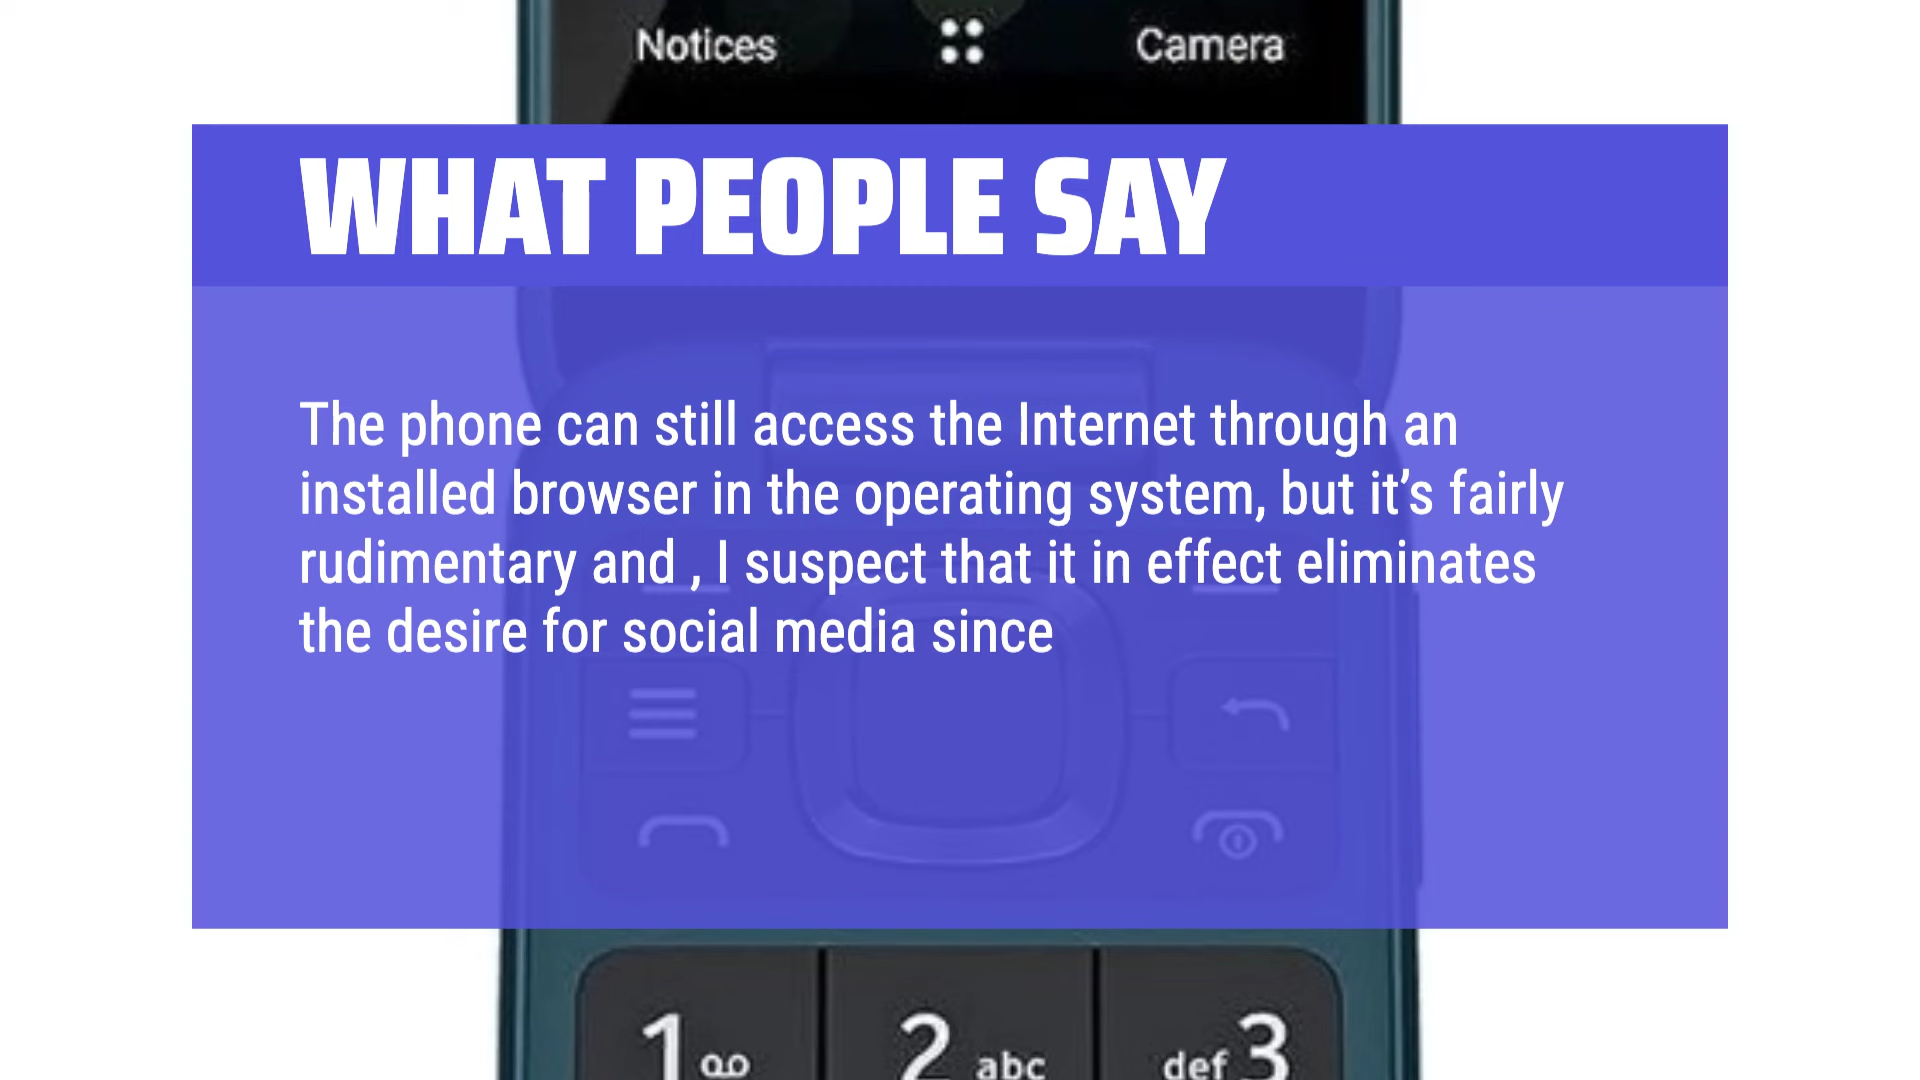 Notices Camera
WHAT PEOPLE SAY
The phone can still access the Internet through an
installed browser in the operating system, but it’s fairly
rudimentary and , I suspect that it in effect eliminates
the desire for social media since
1 2 abc def 3